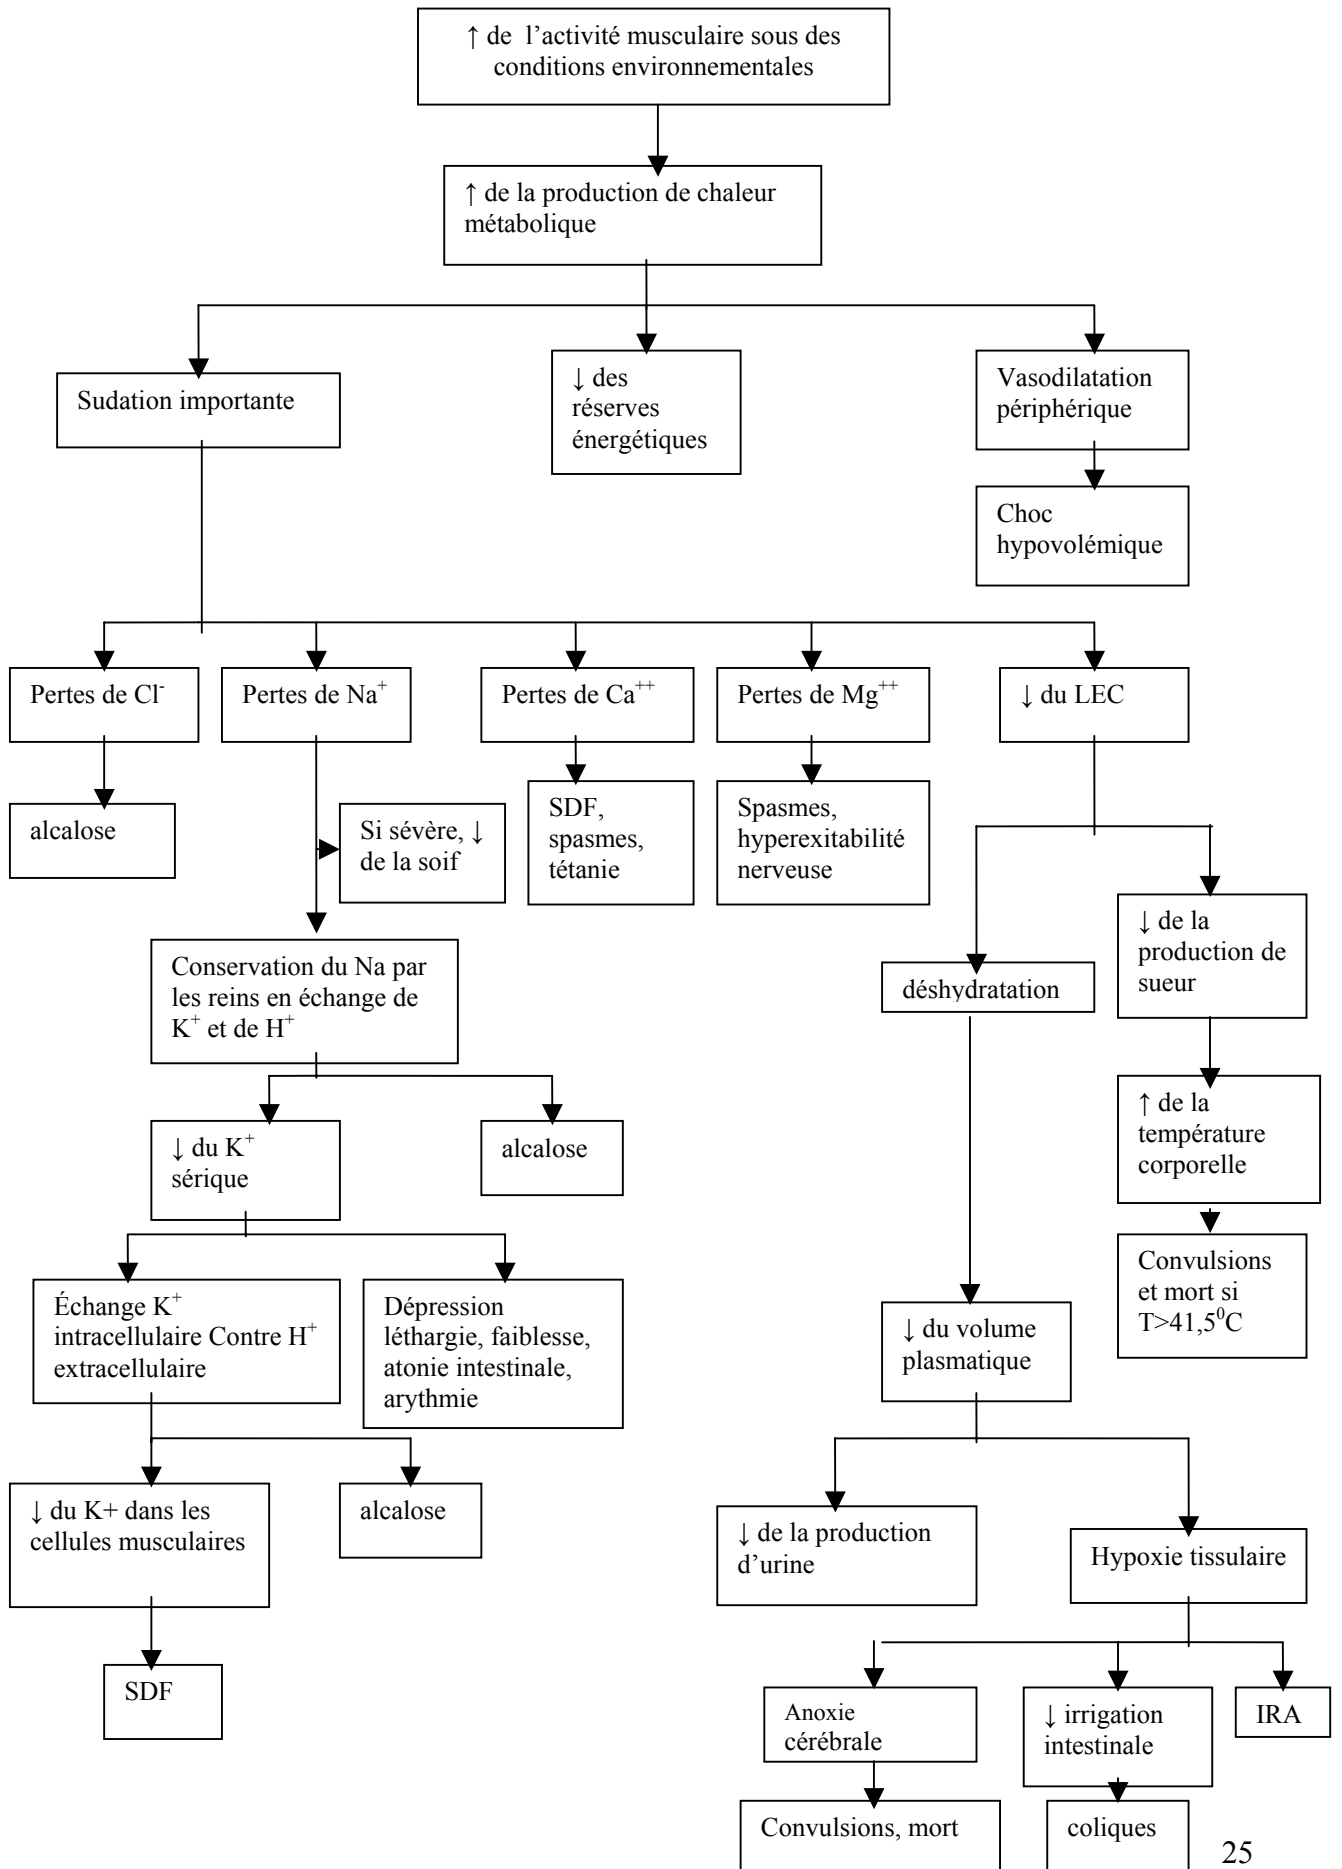 ↑ de l’activité musculaire sous des
conditions environnementales
↑ de la production de chaleur
métabolique
Sudation importante
↓ des
réserves
énergétiques
Vasodilatation
périphérique
Choc
hypovolémique
Pertes de Cl⁻
Pertes de Na⁺
Pertes de Ca⁺⁺
Pertes de Mg⁺⁺
↓ du LEC
alcalose
Si sévère, ↓
de la soif
SDF,
spasmes,
tétanie
Spasmes,
hyperexitabilité
nerveuse
↓ de la
production de
sueur
Conservation du Na par
les reins en échange de
K⁺ et de H⁺
déshydratation
↑ de la
température
corporelle
↓ du K⁺
sérique
alcalose
Convulsions
et mort si
T>41,5⁰C
Échange K⁺
intracellulaire Contre H⁺
extracellulaire
Dépression
léthargie, faiblesse,
atonie intestinale,
arythmie
↓ du volume
plasmatique
↓ du K+ dans les
cellules musculaires
alcalose
↓ de la production
d’urine
Hypoxie tissulaire
SDF
Anoxie
cérébrale
↓ irrigation
intestinale
IRA
Convulsions, mort
coliques
25